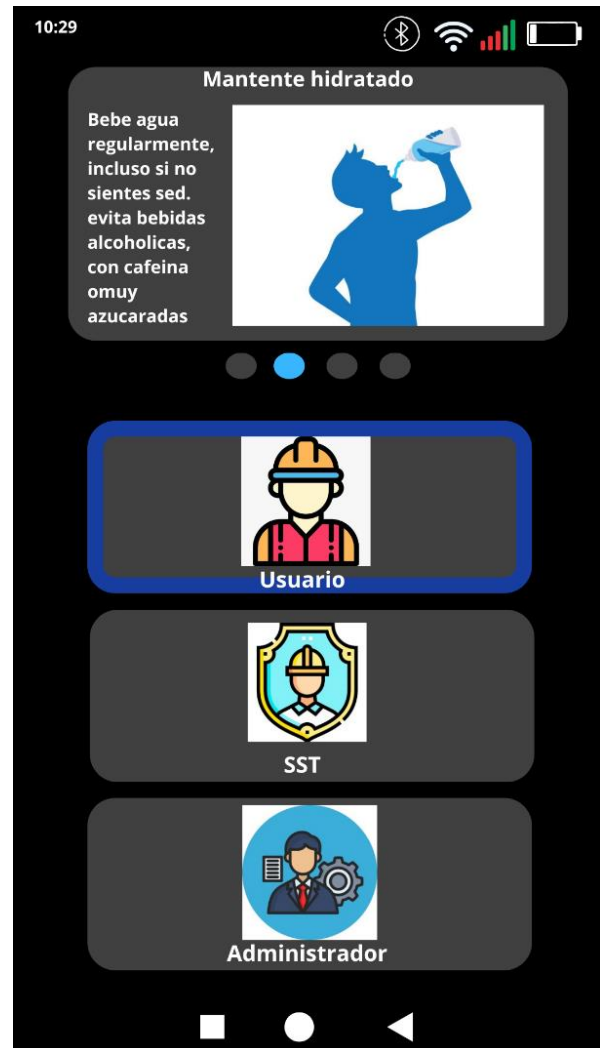 10:29
Mantente hidratado
Bebe agua
regularmente,
incluso si no
sientes sed.
evita bebidas
alcoholicas,
con cafeina
omuy
azucaradas
Usuario
SST
Administrador